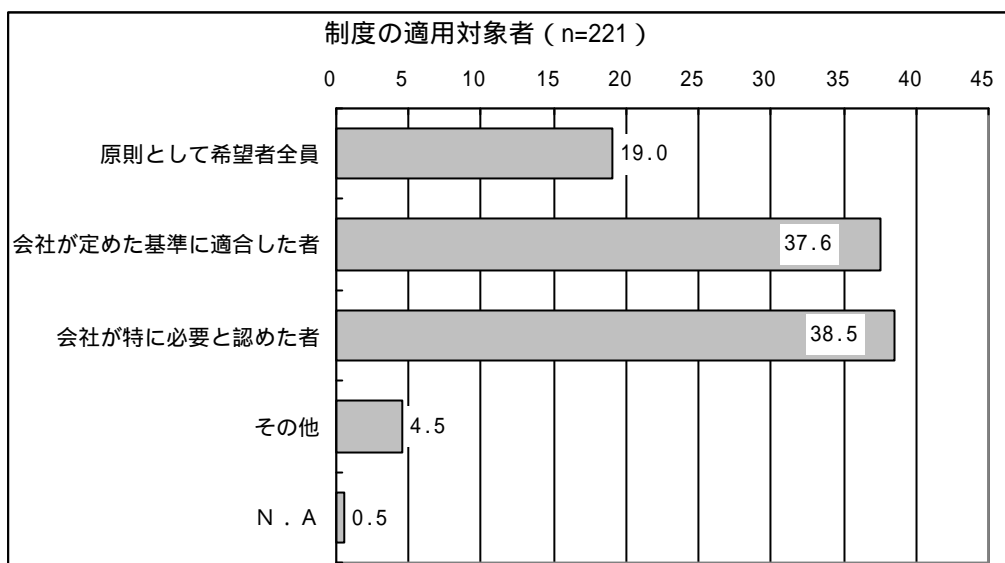 制度の適用対象者(n=221)
0 5 10 15 20 25 30 35 40 45
原則として希望者全員 19.0
会社が定めた基準に適合した者 37.6
会社が特に必要と認めた者 38.5
その他 4.5
N.A 0.5